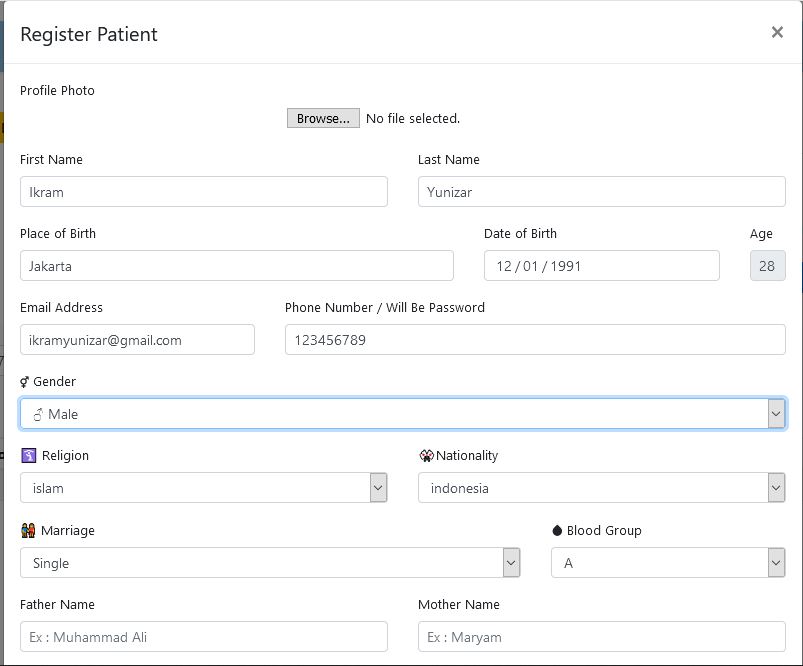 Register Patient ×
Profile Photo
Browse... No file selected.
First Name Last Name
Ikram Yunizar
Place of Birth Date of Birth Age
Jakarta 12 / 01 / 1991 28
Email Address Phone Number / Will Be Password
ikramyunizar@gmail.com 123456789
Gender
Male
Religion Nationality
islam indonesia
Marriage Blood Group
Single A
Father Name Mother Name
Ex : Muhammad Ali Ex : Maryam